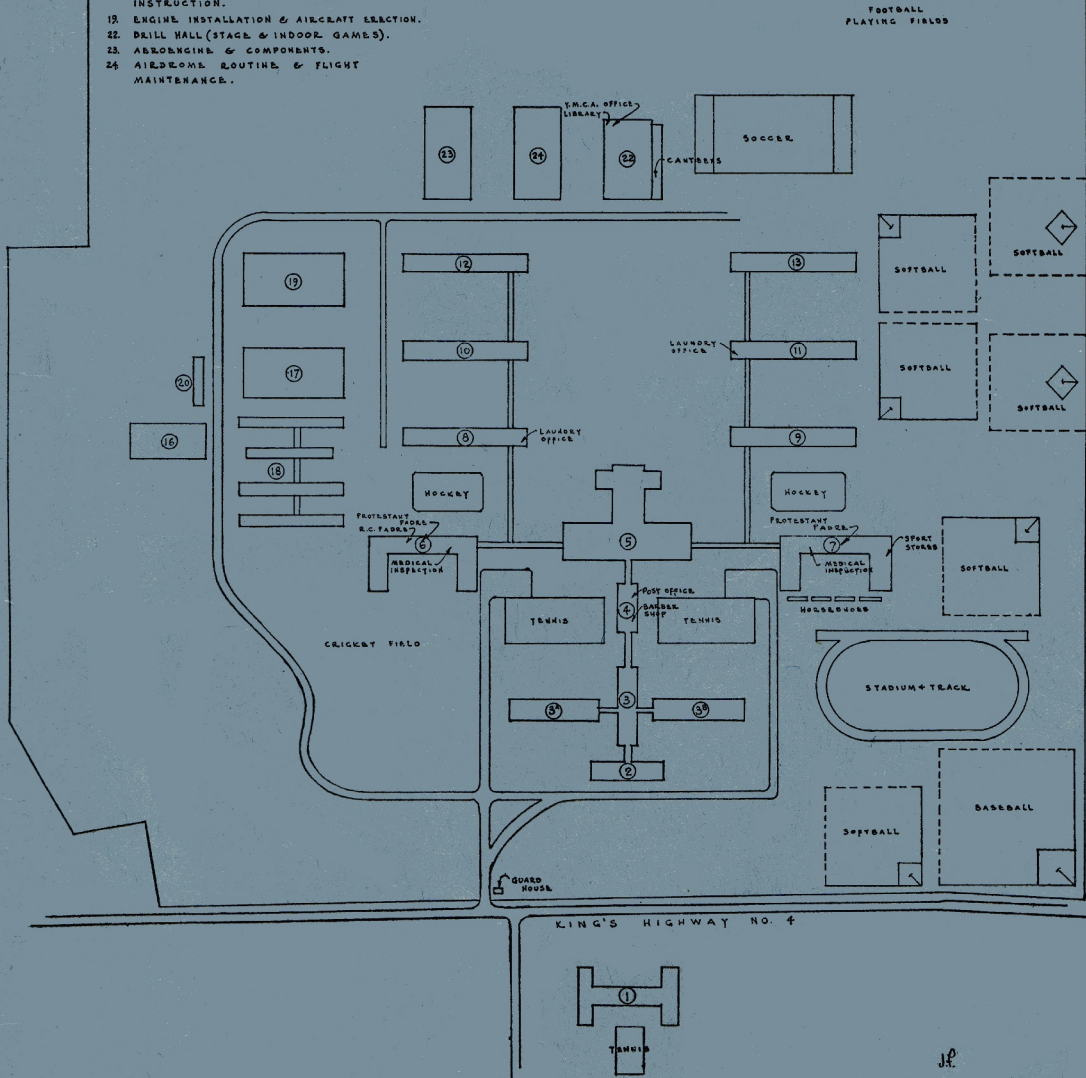 INSTRUCTION.
19. ENGINE INSTALLATION & AIRCRAFT ERECTION.
22. DRILL HALL (STAGE & INDOOR GAMES).
23. AEROENGINE & COMPONENTS.
24 AIRDROME ROUTINE & FLIGHT
MAINTENANCE.
FOOTBALL
PLAYING FIELDS
Y.M.C.A. OFFICE
LIBRARY
23
24
22
CANTEENS
SOCCER
SOFTBALL
SOFTBALL
19
12
13
20
17
10
LAUNDRY
OFFICE
11
SOFTBALL
SOFTBALL
16
8
LAUNDRY
OFFICE
9
18
HOCKEY
HOCKEY
PROTESTANT
PADRE
R.C. PADRE
6
MEDICAL
INSPECTION
5
PROTESTANT
PADRE
7
MEDICAL
INSPECTION
SPORT
STORES
HORSESHOES
SOFTBALL
POST OFFICE
4
BARBER
SHOP
TENNIS
TENNIS
CRICKET FIELD
STADIUM + TRACK
3
3A
3B
2
SOFTBALL
BASEBALL
GUARD
HOUSE
KING'S HIGHWAY NO. 4
1
TENNIS